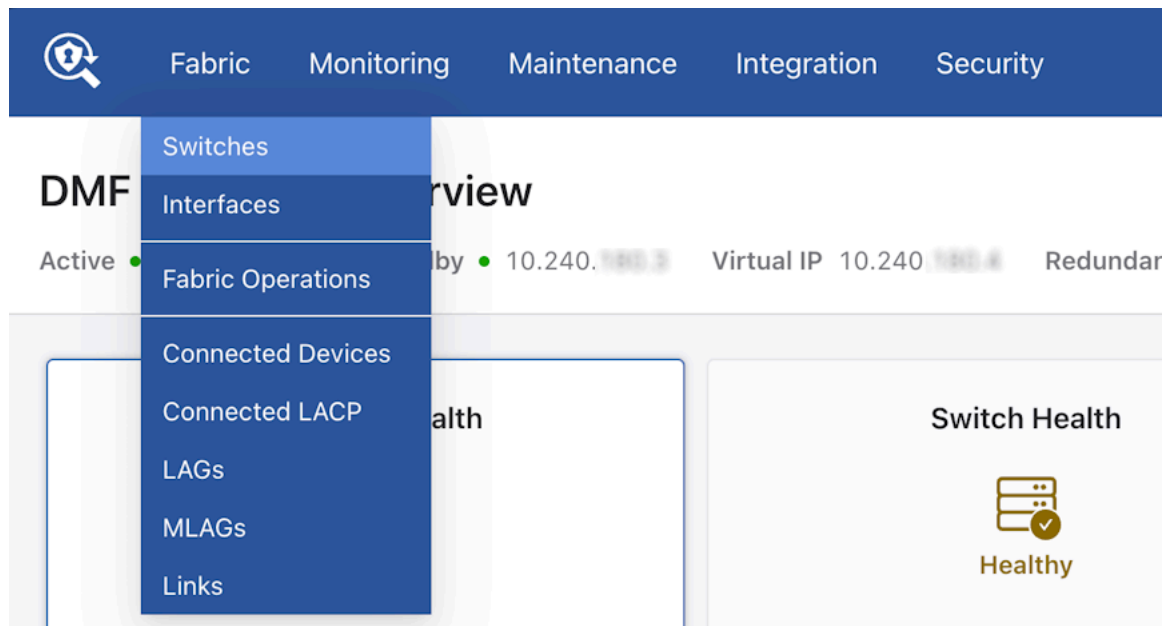 Fabric Monitoring Maintenance Integration Security
Switches
DMF rview
Interfaces
Active lby 10.240. Virtual IP 10.240 Redundar
Fabric Operations
Connected Devices
Connected LACP
alth Switch Health
LAGs
MLAGs
Healthy
Links